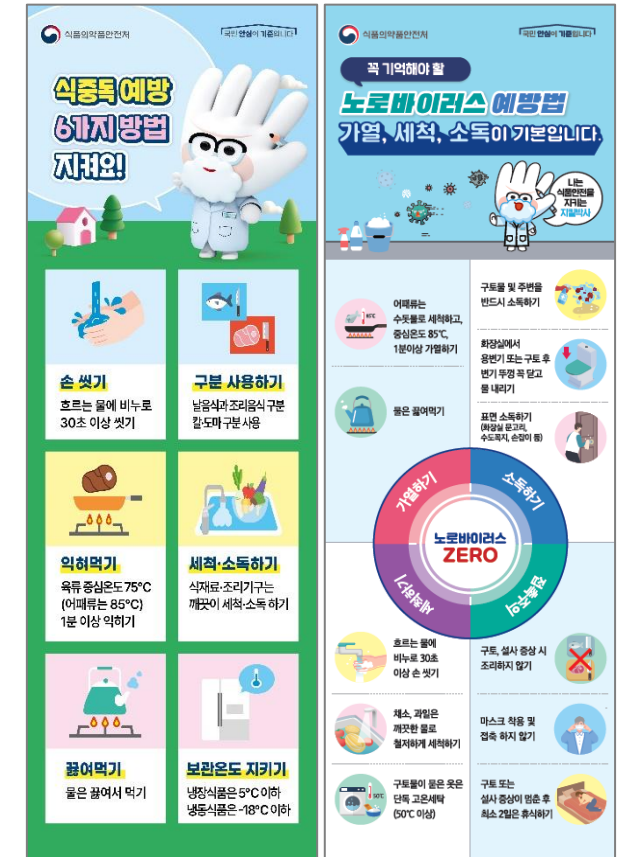 식품의약품안전처
국민 안심이 기준입니다
식중독 예방
6가지 방법
지켜요!
손 씻기
흐르는 물에 비누로
30초 이상 씻기
구분 사용하기
날음식과 조리음식 구분
칼·도마 구분 사용
익혀먹기
육류 중심온도 75°C
(어패류는 85°C)
1분 이상 익히기
세척·소독하기
식재료·조리기구는
깨끗이 세척·소독 하기
끓여먹기
물은 끓여서 먹기
보관온도 지키기
냉장식품은 5°C 이하
냉동식품은 -18°C 이하
식품의약품안전처
국민 안심이 기준입니다
꼭 기억해야 할
노로바이러스 예방법
가열, 세척, 소독이 기본입니다.
나는
식품안전을
지키는
지킬박사
어패류는
수돗물로 세척하고,
중심온도 85℃,
1분이상 가열하기
물은 끓여먹기
구토물 및 주변을
반드시 소독하기
화장실에서
용변기 또는 구토 후
변기 뚜껑 꼭 닫고
물 내리기
표면 소독하기
(화장실 문고리,
수도꼭지, 손잡이 등)
가열하기
소독하기
노로바이러스
ZERO
세척하기
접촉주의
흐르는 물에
비누로 30초
이상 손 씻기
채소, 과일은
깨끗한 물로
철저하게 세척하기
구토물이 묻은 옷은
단독 고온세탁
(50℃ 이상)
50℃
구토, 설사 증상 시
조리하지 않기
마스크 착용 및
접촉 하지 않기
구토 또는
설사 증상이 멈춘 후
최소 2일은 휴식하기